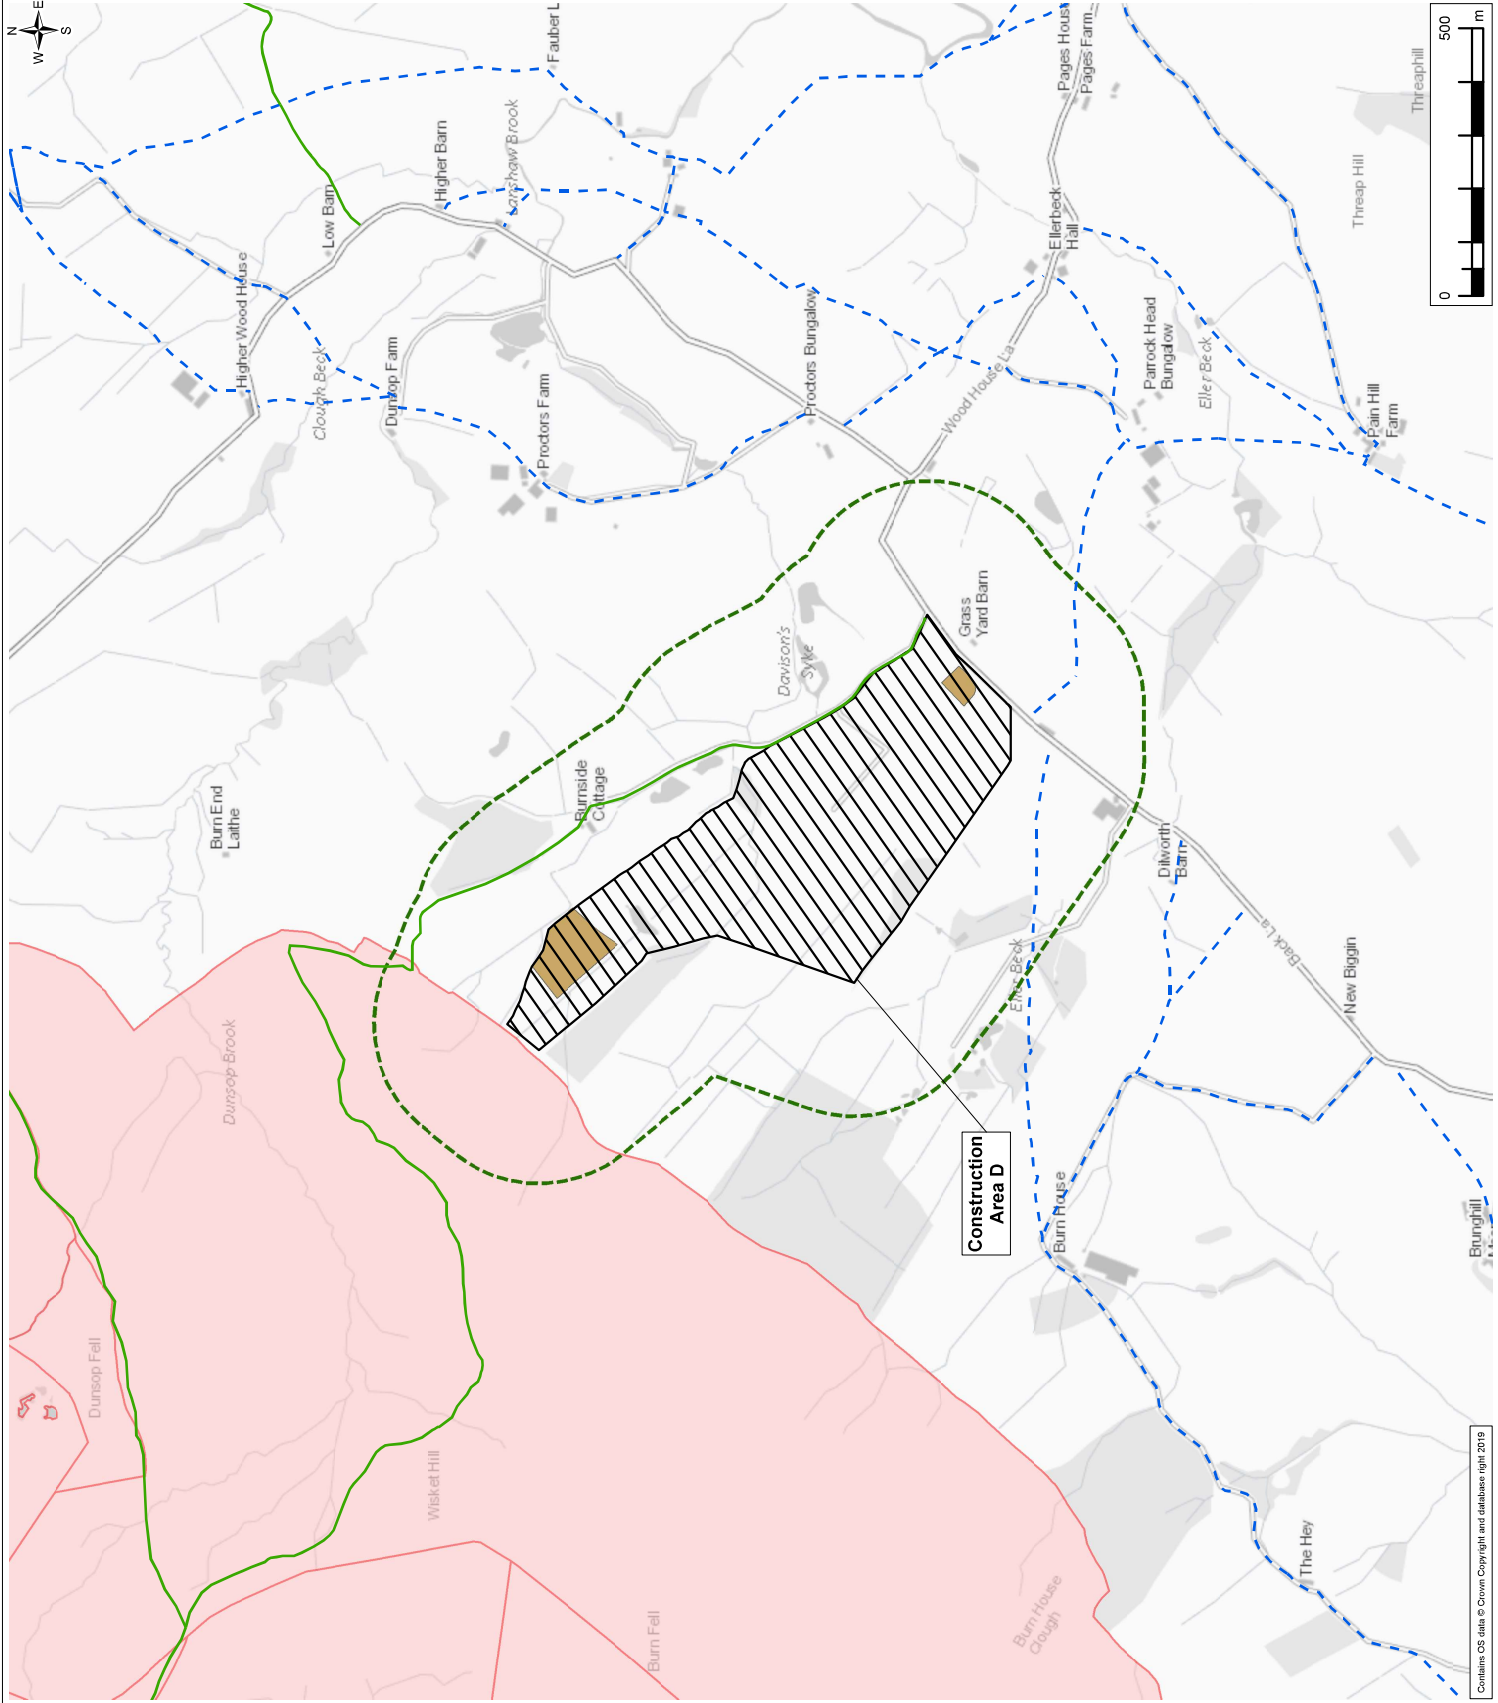 N
E
S
W
Dunsop Fell
Dunsop Brook
Burn End
Laithe
Higher Wood House
Clough Beck
Low Barn
Dunsop Farm
Higher Barn
Wisket Hill
Lanshaw Brook
Proctors Farm
Fauber L
Burnside
Cottage
Burn Fell
Davison's
Syke
Proctors Bungalow
Wood House La
Grass
Yard Barn
Construction
Area D
Eller Beck
Burn House
Clough
Burn House
Ellerbeck
Hall
Pages House
Pages Farm
Parrock Head
Bungalow
Dilworth
Barn
Eller Beck
Back La
The Hey
New Biggin
Threap Hill
Pain Hill
Farm
Threaphill
Brunghill
0
500
m
Contains OS data © Crown Copyright and database right 2019